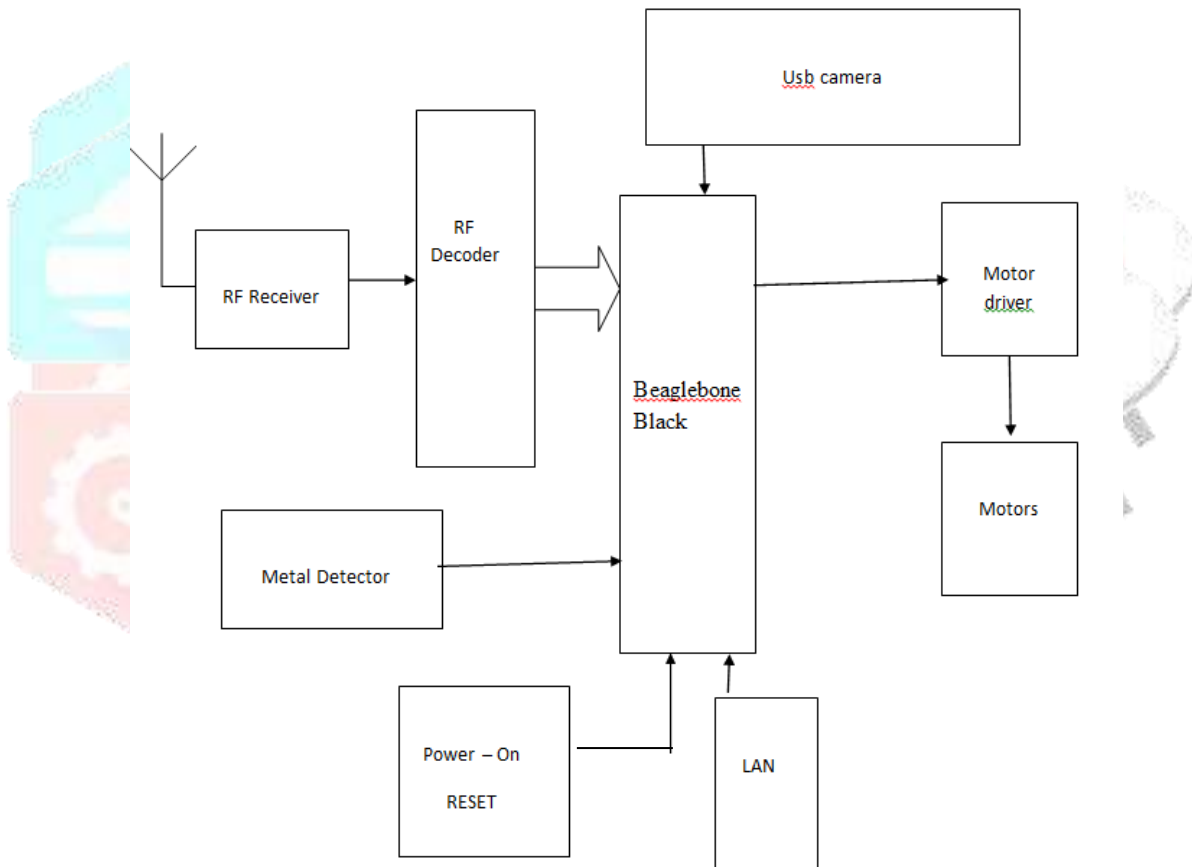 Usb camera
RF
Decoder
RF Receiver
Motor
driver
Beaglebone
Black
Motors
Metal Detector
Power – On
RESET
LAN